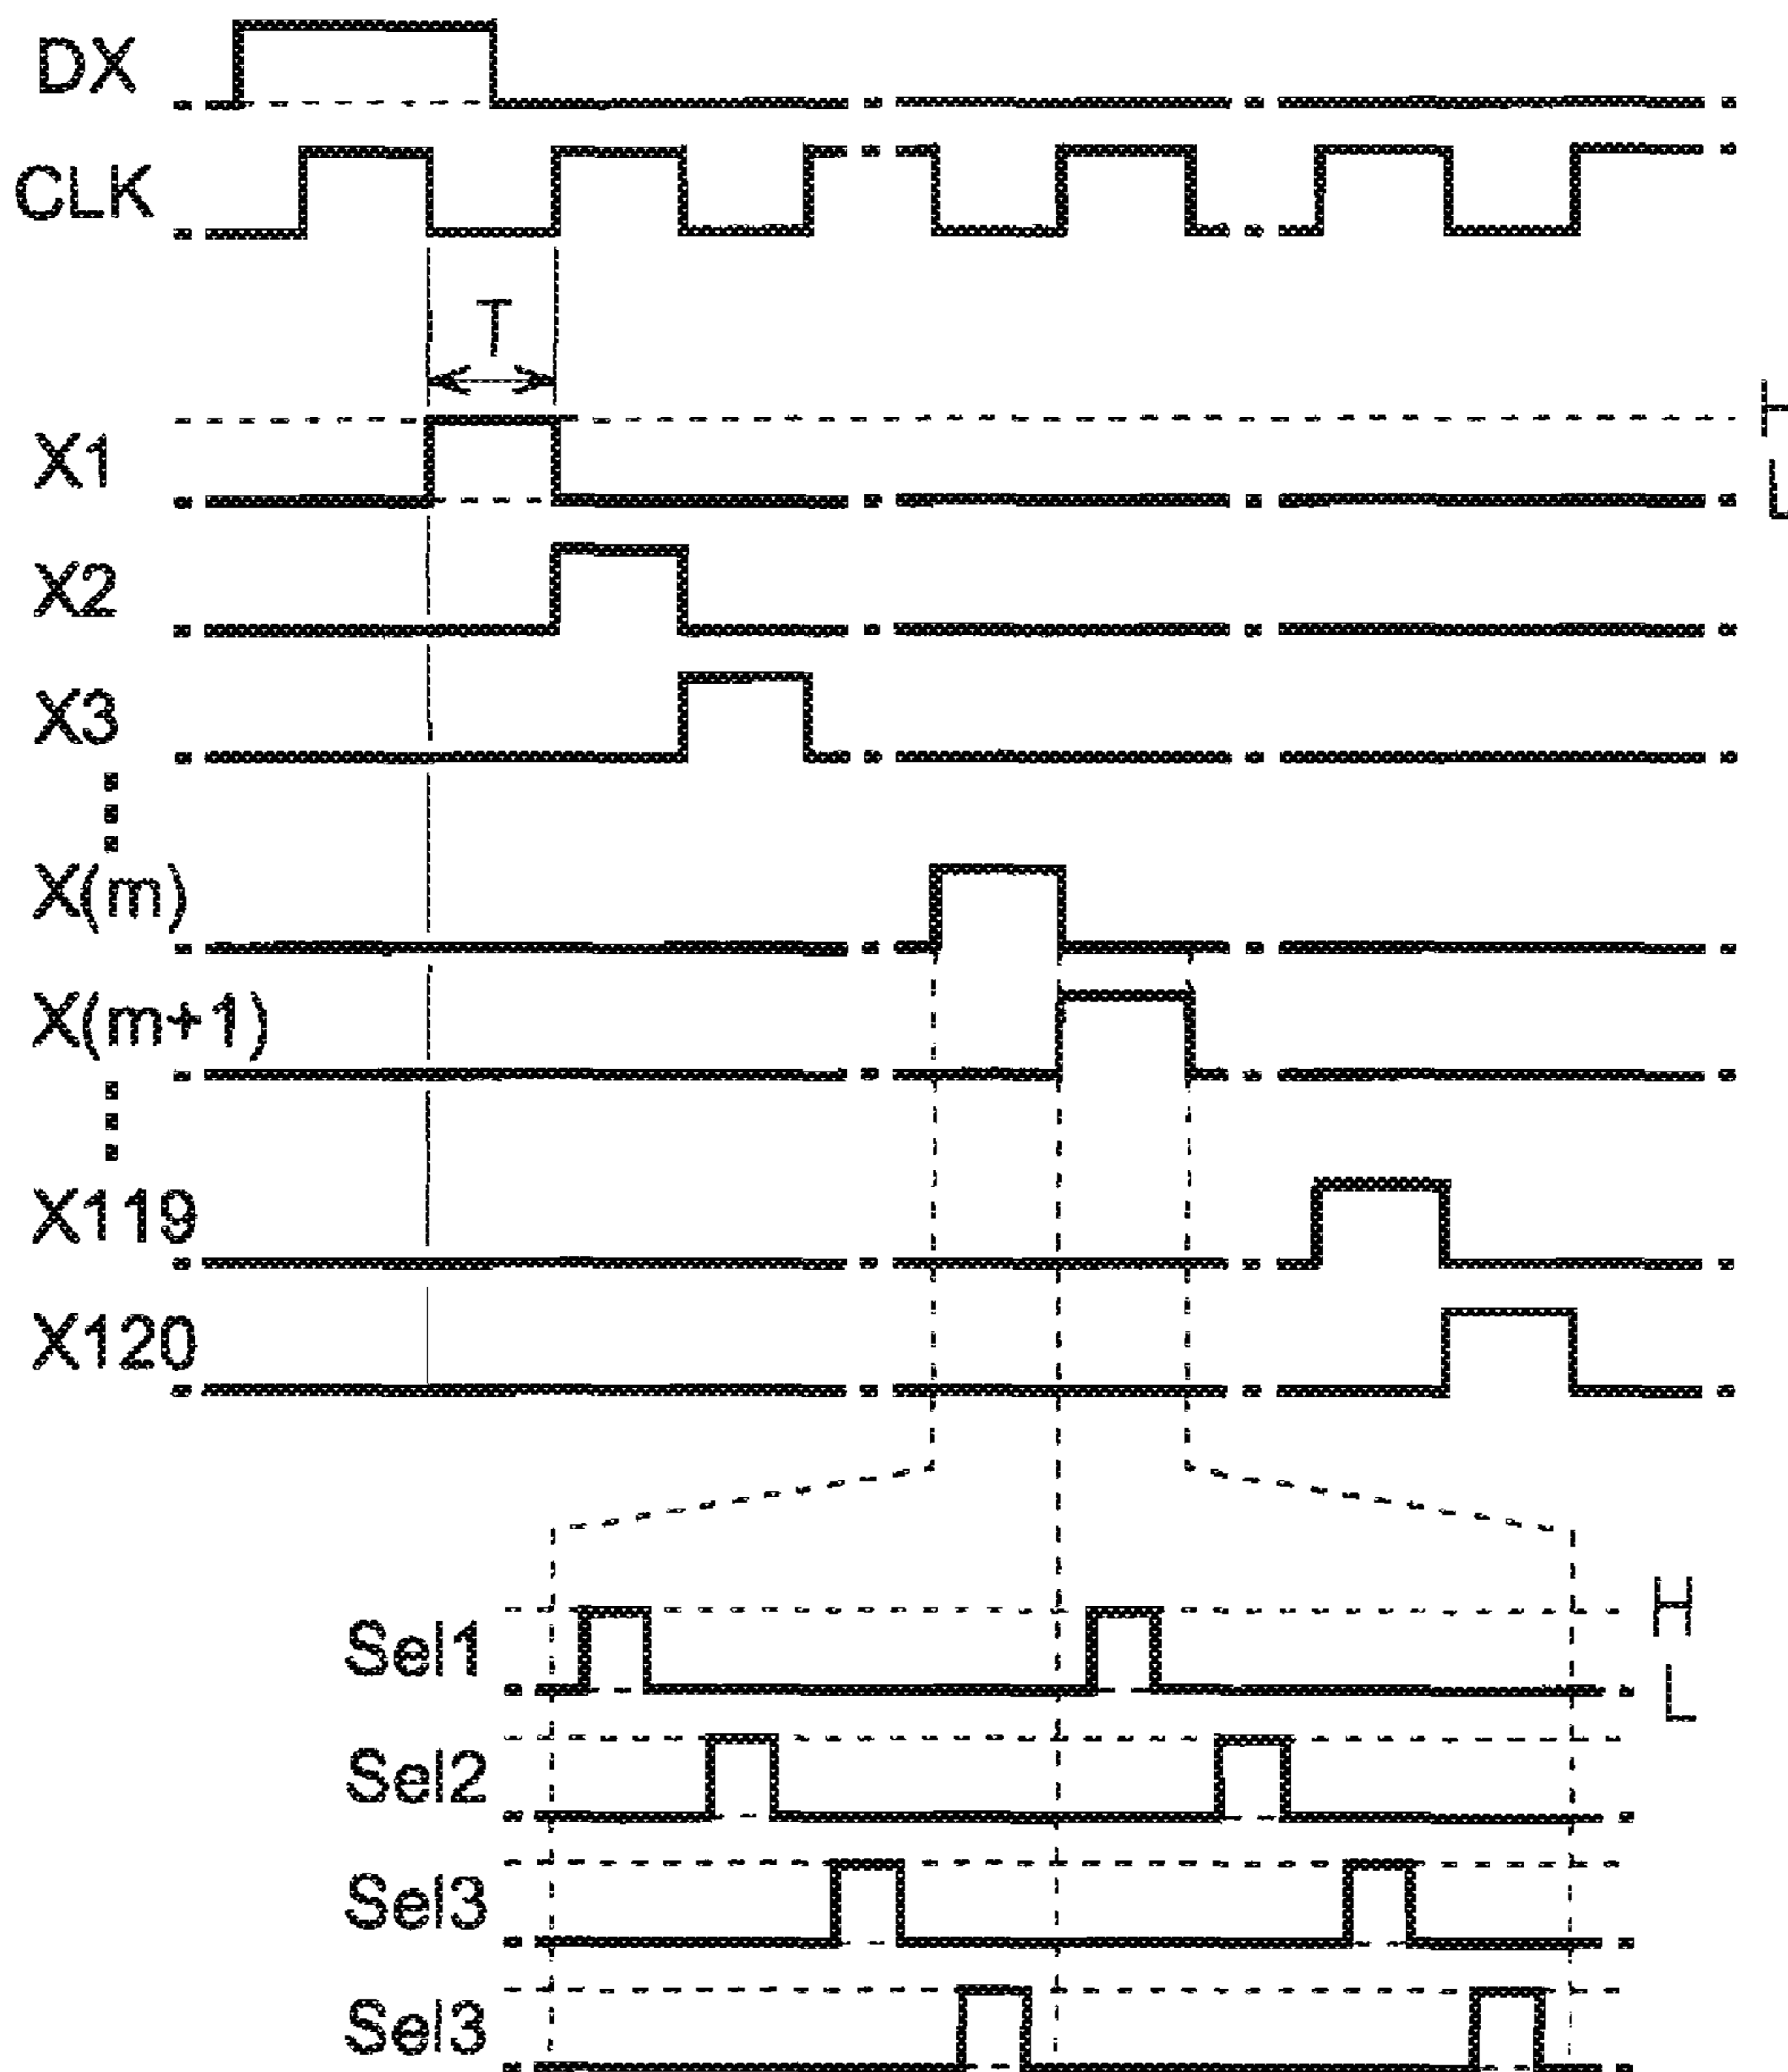 DX
CLK
T
H
X1
L
X2
X3
X(m)
X(m+1)
X119
X120
H
Sel1
L
Sel2
Sel3
Sel3